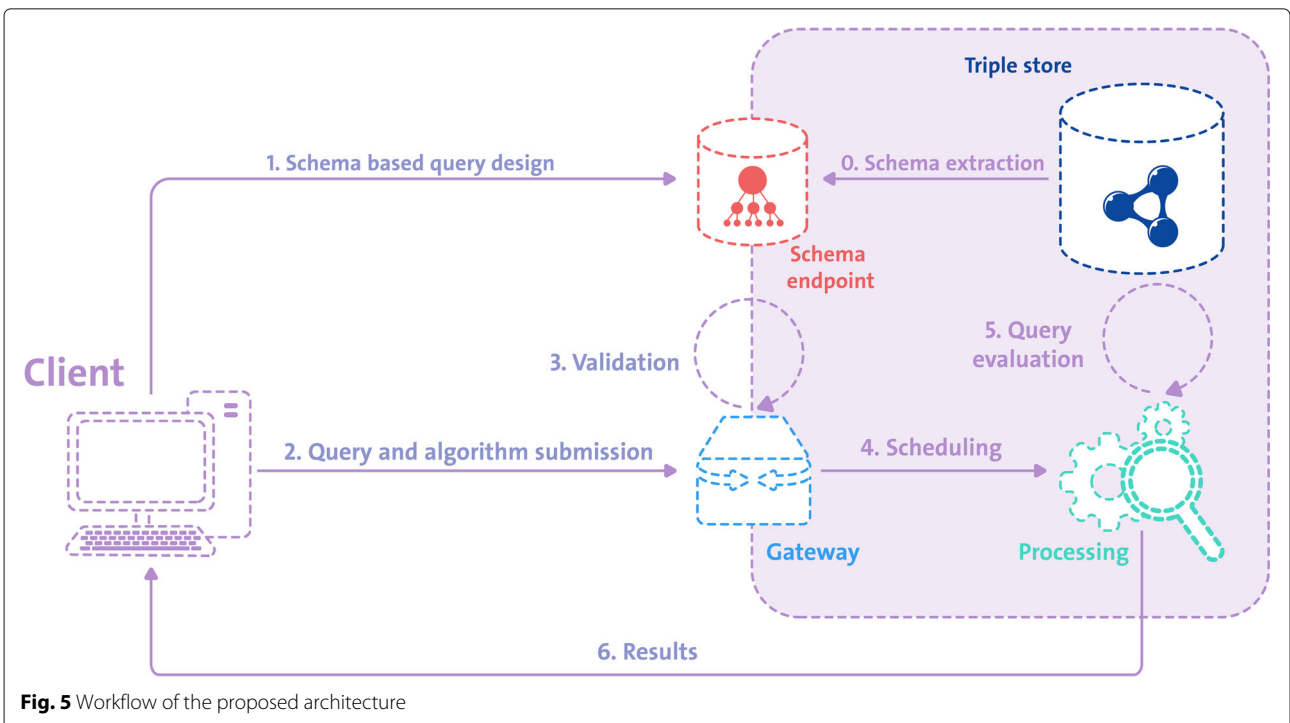 Triple store
1. Schema based query design
0. Schema extraction
Schema
endpoint
3. Validation
5. Query
evaluation
Client
2. Query and algorithm submission
4. Scheduling
Gateway
Processing
6. Results
Fig. 5 Workflow of the proposed architecture